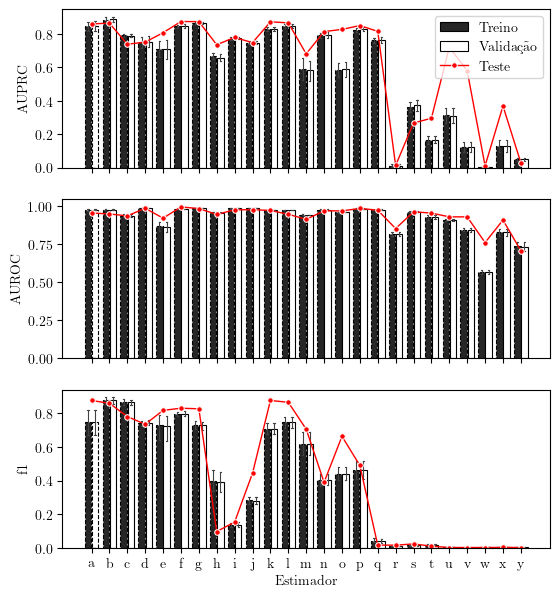 0.8
0.6
0.4
0.2
0.0
AUPRC
Treino
Validação
Teste
1.00
0.75
0.50
0.25
0.00
AUROC
0.8
0.6
0.4
0.2
0.0
f1
a b c d e f g h i j k l m n o p q r s t u v w x y
Estimador